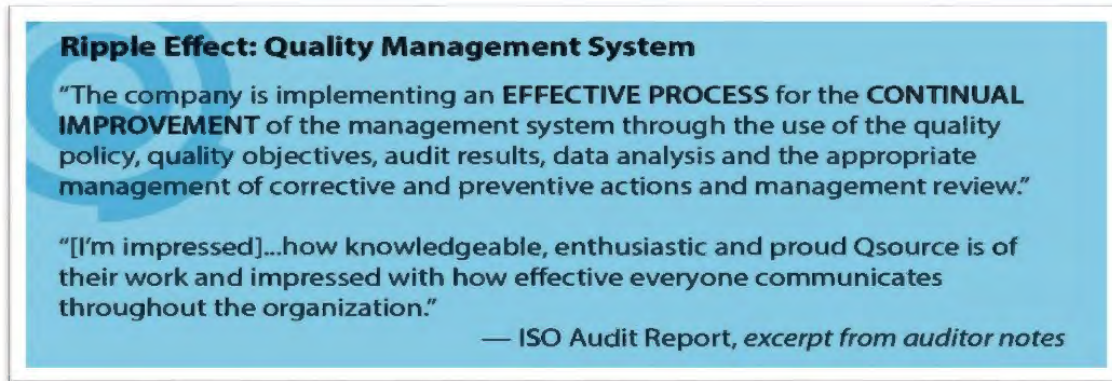 Ripple Effect: Quality Management System
“The company is implementing an EFFECTIVE PROCESS for the CONTINUAL
IMPROVEMENT of the management system through the use of the quality
policy, quality objectives, audit results, data analysis and the appropriate
management of corrective and preventive actions and management review.”
“[I’m impressed]...how knowledgeable, enthusiastic and proud Qsource is of
their work and impressed with how effective everyone communicates
throughout the organization.”
— ISO Audit Report, excerpt from auditor notes